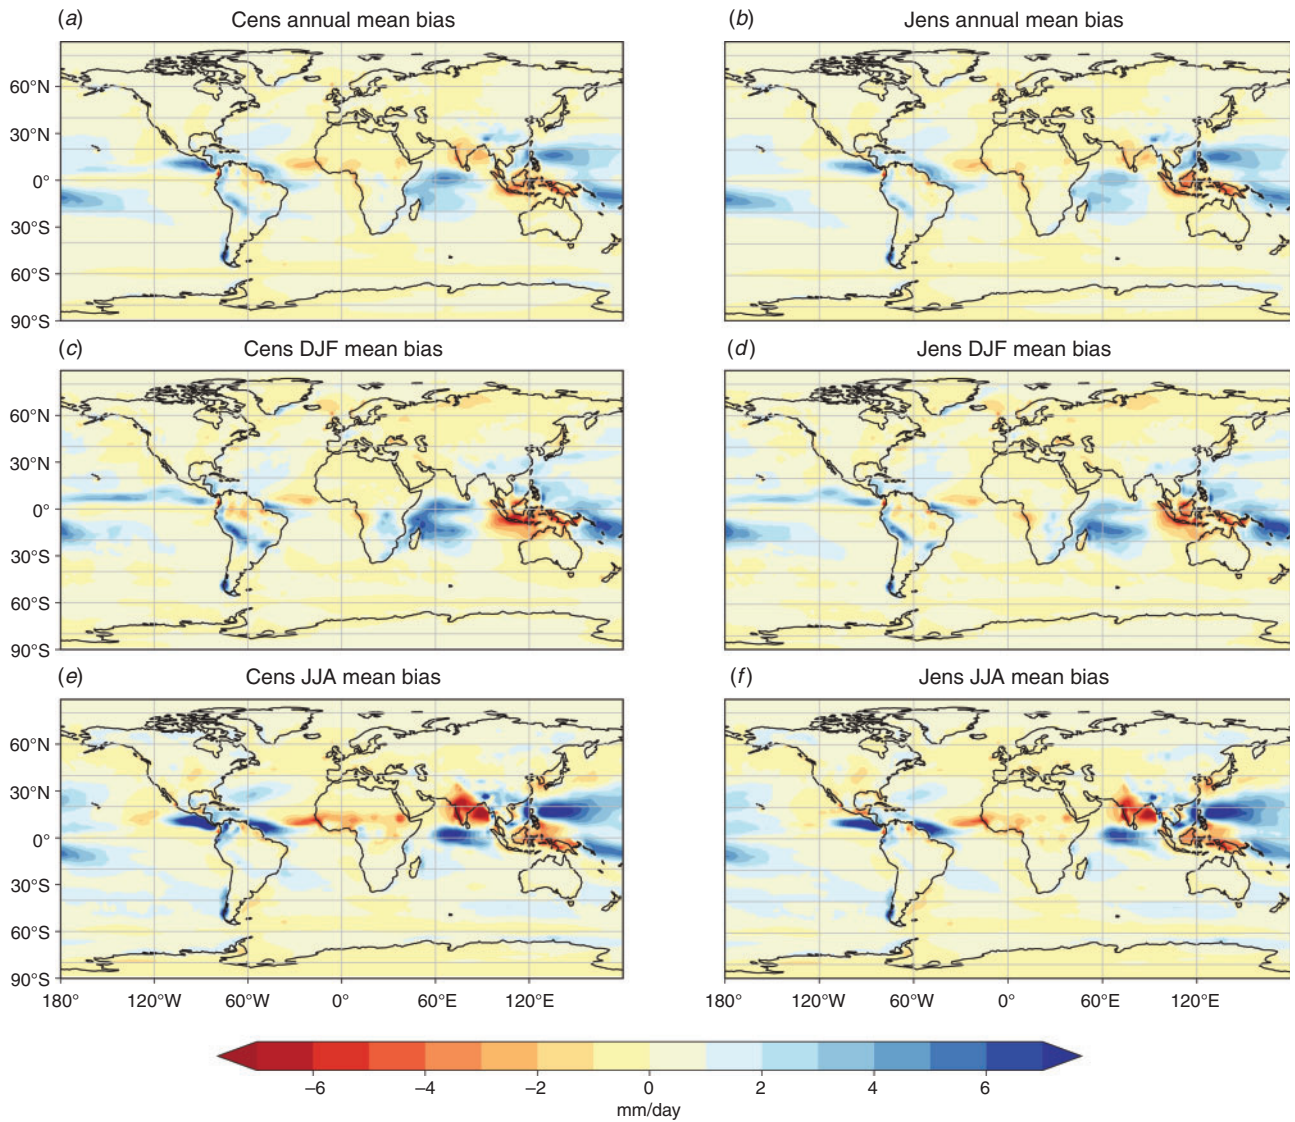 (a) Cens annual mean bias (b) Jens annual mean bias
60°N
30°N
0°
30°S
60°S
90°S
(c) Cens DJF mean bias (d) Jens DJF mean bias
60°N
30°N
0°
30°S
60°S
90°S
(e) Cens JJA mean bias (f) Jens JJA mean bias
60°N
30°N
0°
30°S
60°S
90°S
180° 120°W 60°W 0° 60°E 120°E 180° 120°W 60°W 0° 60°E 120°E
−6 −4 −2 0 2 4 6
mm/day